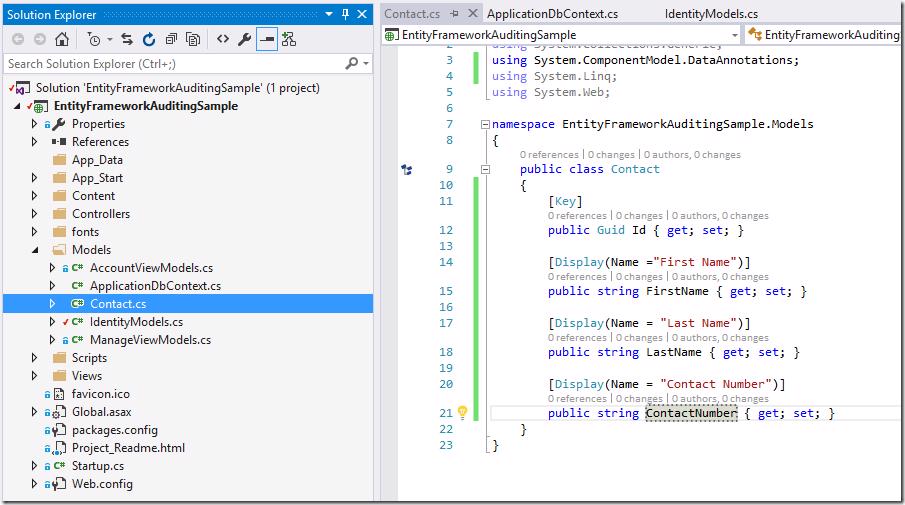 Solution Explorer
Search Solution Explorer (Ctrl+;)
Solution 'EntityFrameworkAuditingSample' (1 project)
EntityFrameworkAuditingSample
Properties
References
App_Data
App_Start
Content
Controllers
fonts
Models
AccountViewModels.cs
ApplicationDbContext.cs
Contact.cs
IdentityModels.cs
ManageViewModels.cs
Scripts
Views
favicon.ico
Global.asax
packages.config
Project_Readme.html
Startup.cs
Web.config
Contact.cs ApplicationDbContext.cs IdentityModels.cs
EntityFrameworkAuditingSample EntityFrameworkAuditing
2 using System.Collections.Generic;
3 using System.ComponentModel.DataAnnotations;
4 using System.Linq;
5 using System.Web;
6
7 namespace EntityFrameworkAuditingSample.Models
8 {
0 references | 0 changes | 0 authors, 0 changes
9 public class Contact
10 {
11 [Key]
0 references | 0 changes | 0 authors, 0 changes
12 public Guid Id { get; set; }
13
14 [Display(Name ="First Name")]
0 references | 0 changes | 0 authors, 0 changes
15 public string FirstName { get; set; }
16
17 [Display(Name = "Last Name")]
0 references | 0 changes | 0 authors, 0 changes
18 public string LastName { get; set; }
19
20 [Display(Name = "Contact Number")]
0 references | 0 changes | 0 authors, 0 changes
21 public string ContactNumber { get; set; }
22 }
23 }